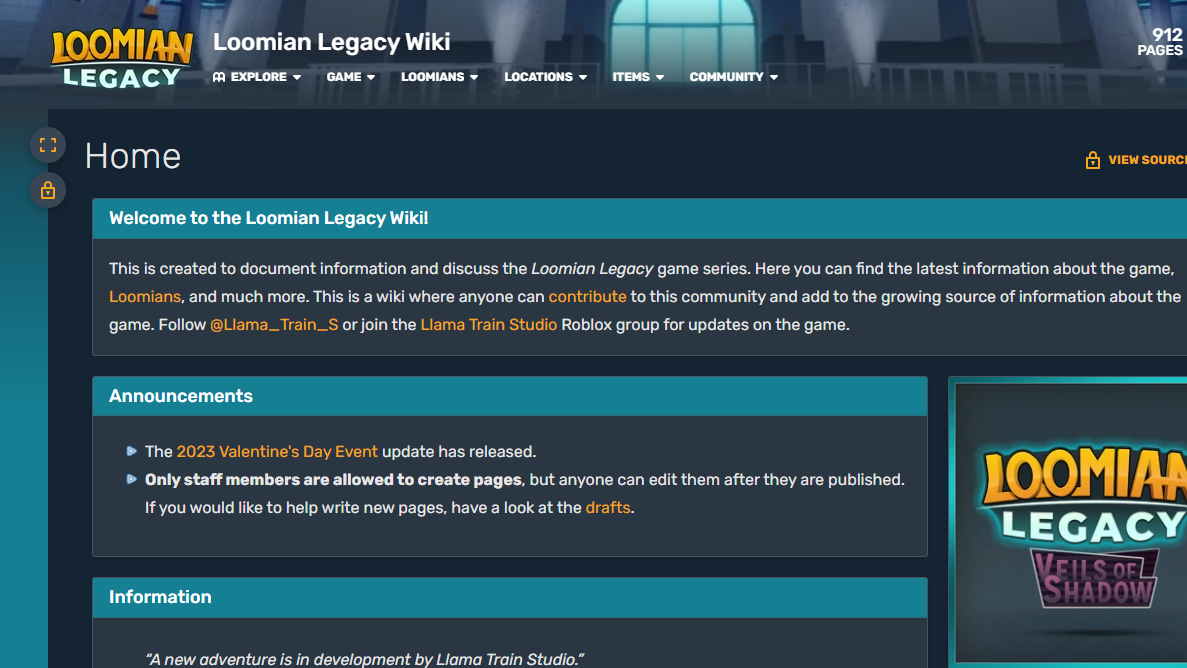 LOOMIAN
LEGACY
Loomian Legacy Wiki
912
PAGES
EXPLORE
GAME
LOOMIANS
LOCATIONS
ITEMS
COMMUNITY
Home
VIEW SOURC
Welcome to the Loomian Legacy Wiki!
This is created to document information and discuss the Loomian Legacy game series. Here you can find the latest information about the game,
Loomians, and much more. This is a wiki where anyone can contribute to this community and add to the growing source of information about the
game. Follow @Llama_Train_S or join the Llama Train Studio Roblox group for updates on the game.
Announcements
The 2023 Valentine's Day Event update has released.
Only staff members are allowed to create pages, but anyone can edit them after they are published.
If you would like to help write new pages, have a look at the drafts.
LOOMIAN
LEGACY
VEILS OF
SHADOW
Information
“A new adventure is in development by Llama Train Studio.”